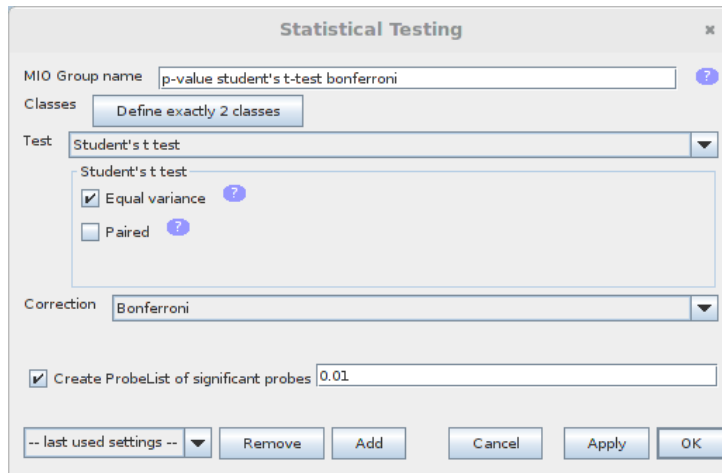 Statistical Testing
MIO Group name p-value student's t-test bonferroni ?
Classes Define exactly 2 classes
Test Student's t test
Student's t test
Equal variance ?
Paired ?
Correction Bonferroni
Create ProbeList of significant probes 0.01
-- last used settings -- Remove Add Cancel Apply OK